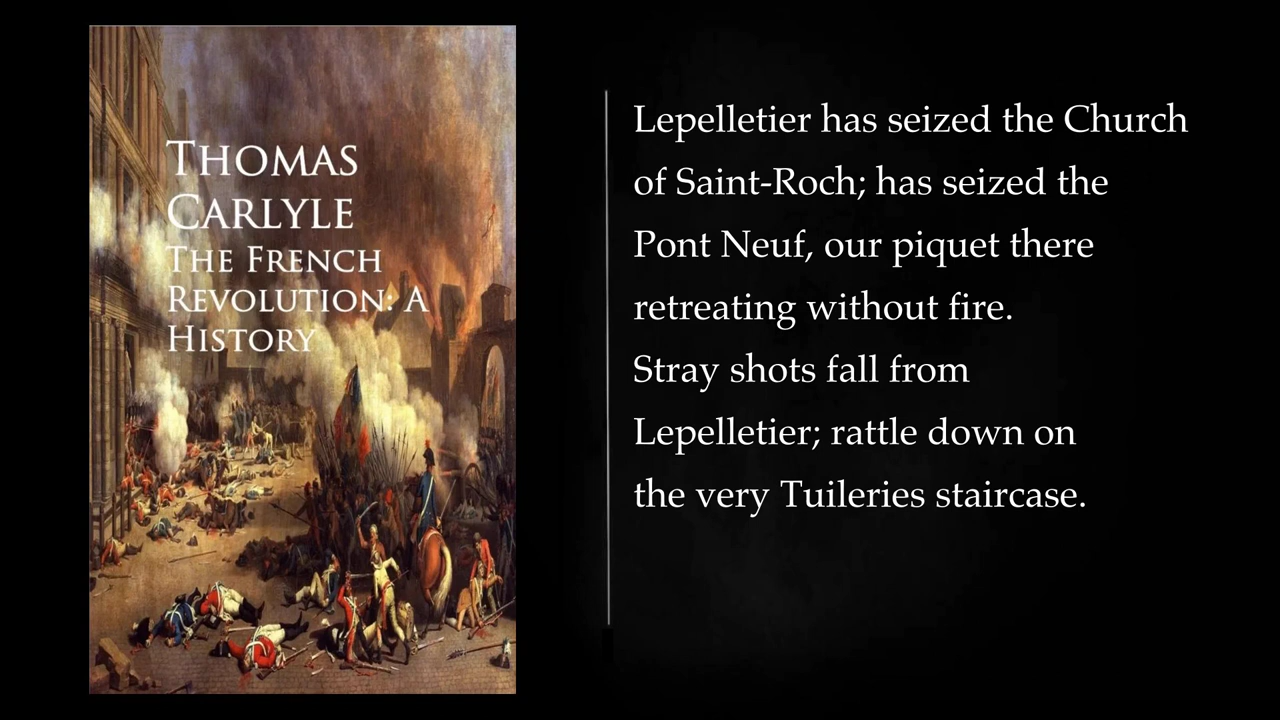 THOMAS
CARLYLE
THE FRENCH
REVOLUTION: A
HISTORY
Lepelletier has seized the Church
of Saint-Roch; has seized the
Pont Neuf, our piquet there
retreating without fire.
Stray shots fall from
Lepelletier; rattle down on
the very Tuileries staircase.